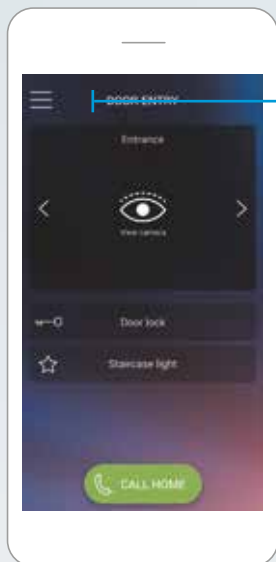 DOOR ENTRY
Entrance
View camera
Door lock
Staircase light
CALL HOME